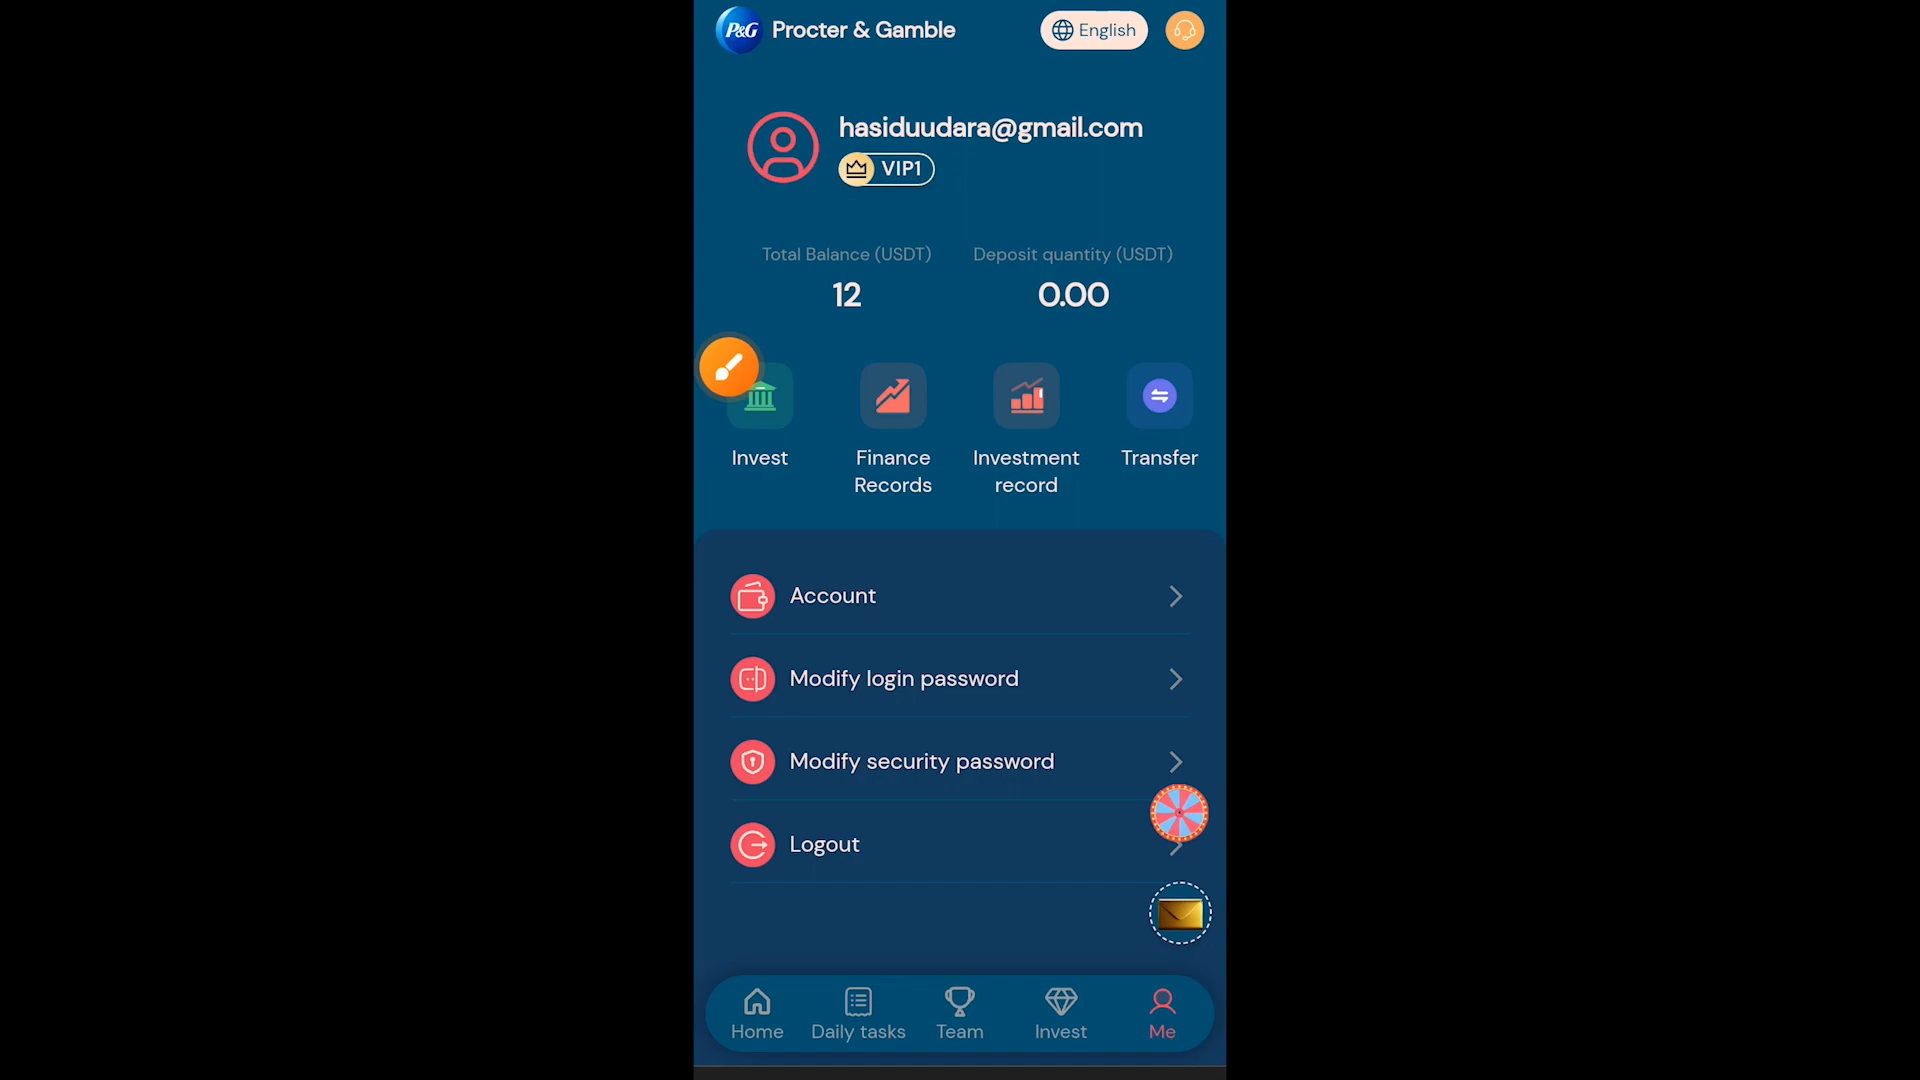 P&G Procter & Gamble
English
hasiduudara@gmail.com
VIP1
Total Balance (USDT)
Deposit quantity (USDT)
12
0.00
Invest
Finance
Records
Investment
record
Transfer
Account
Modify login password
Modify security password
Logout
Home
Daily tasks
Team
Invest
Me